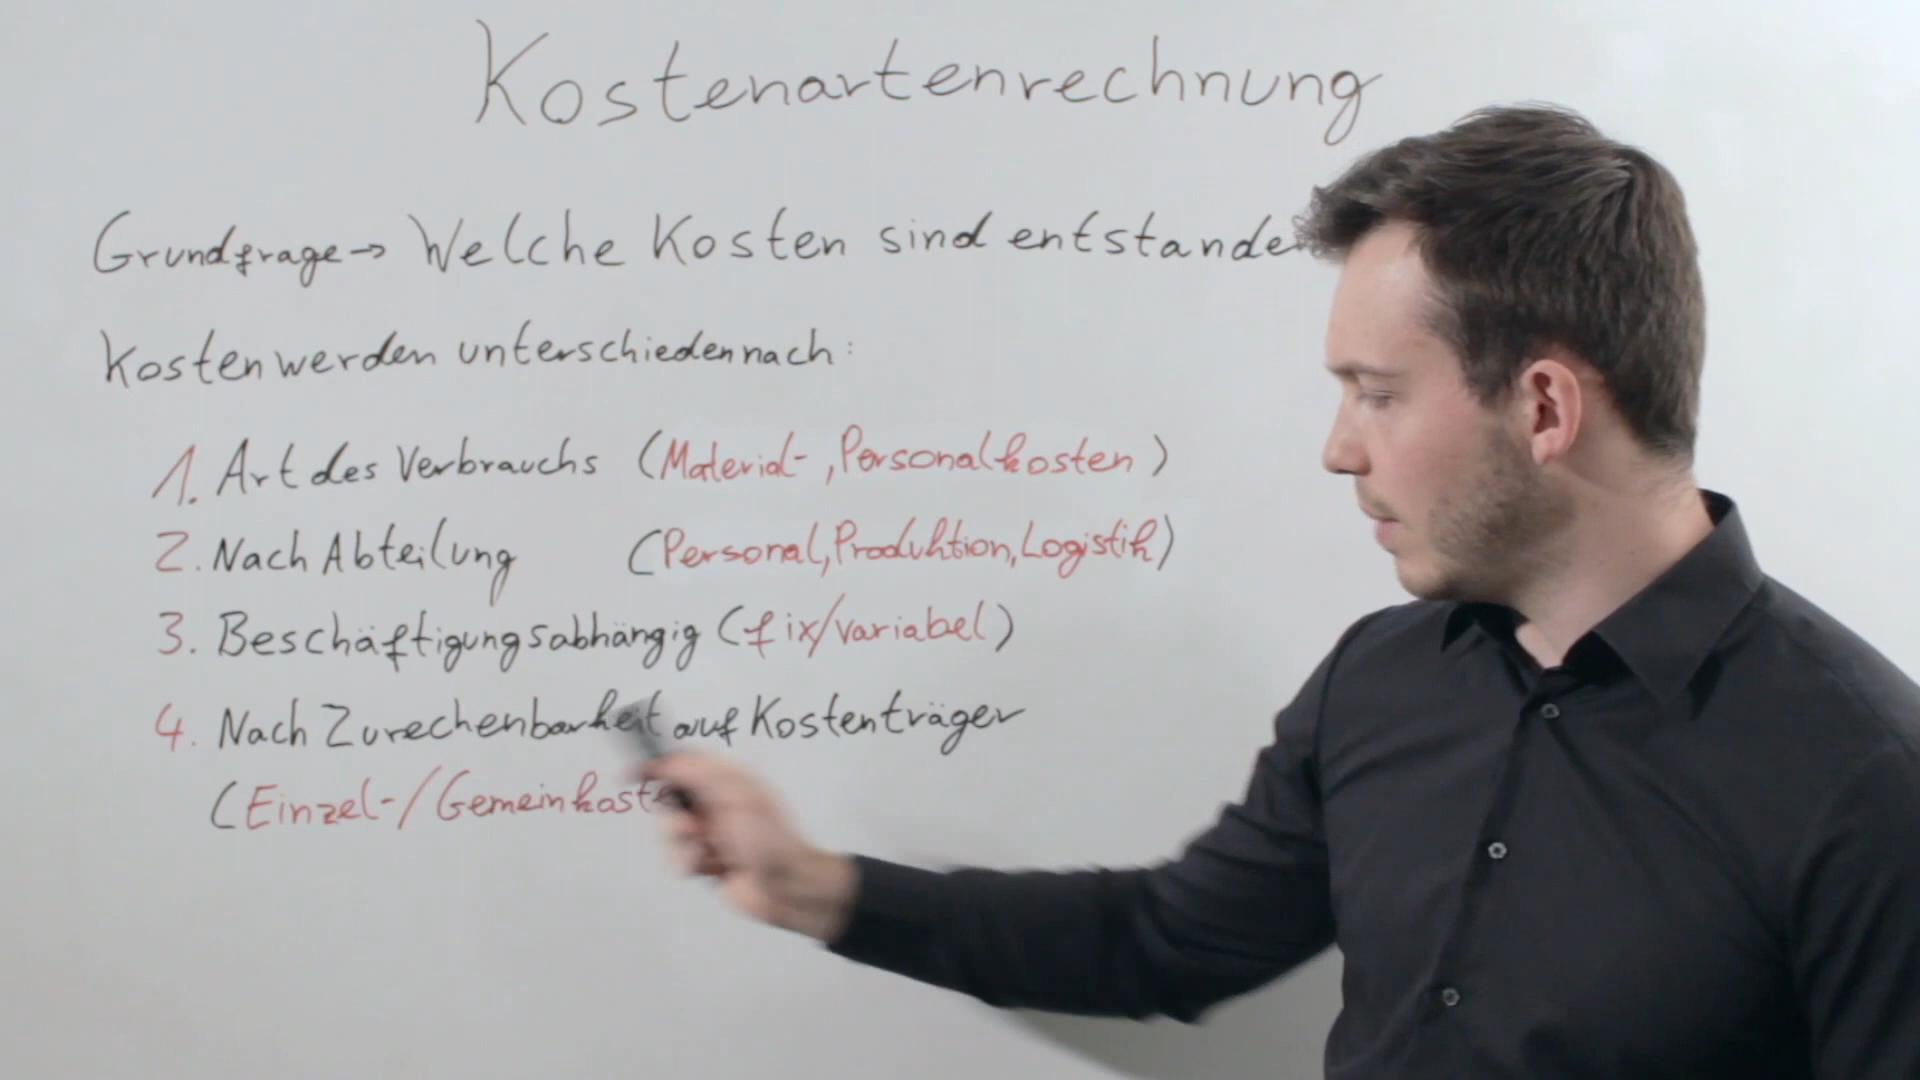 Kostenartenrechnung
Grundfrage → Welche Kosten sind entstande
Kosten werden unterschieden nach:
1. Art des Verbrauchs (Material-, Personalkosten)
2. Nach Abteilung (Personal, Produktion, Logistik)
3. Beschäftigungsabhängig (fix/variabel)
4. Nach Zurechenbarkeit auf Kostenträger
(Einzel-/Gemeinkoste